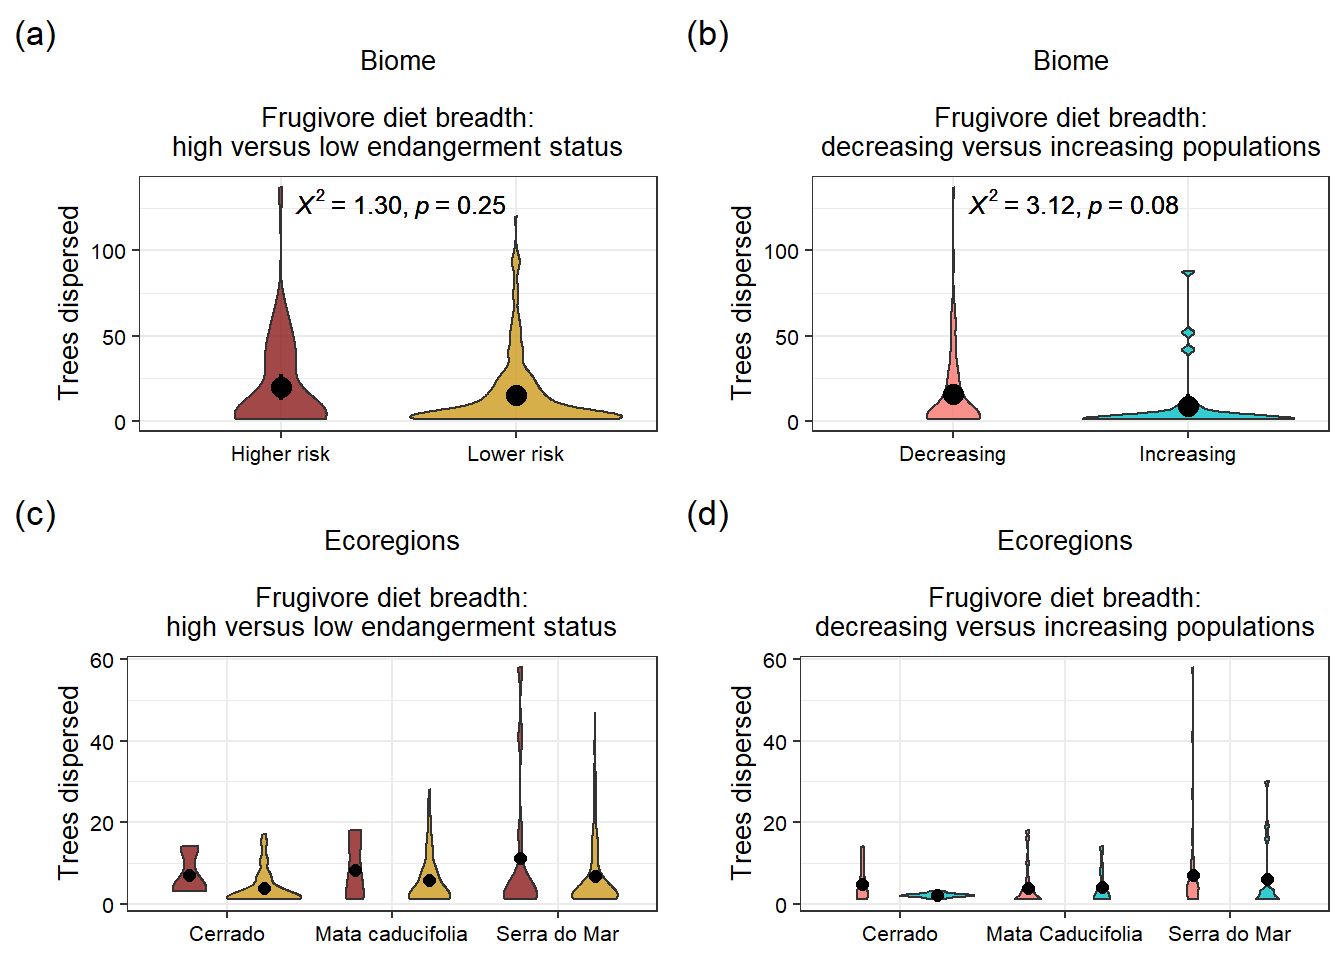 (a)
Biome
Frugivore diet breadth:
high versus low endangerment status
X² = 1.30, p = 0.25
Trees dispersed
100
50
0
Higher risk
Lower risk
(b)
Biome
Frugivore diet breadth:
decreasing versus increasing populations
X² = 3.12, p = 0.08
Trees dispersed
100
50
0
Decreasing
Increasing
(c)
Ecoregions
Frugivore diet breadth:
high versus low endangerment status
Trees dispersed
60
40
20
0
Cerrado
Mata caducifolia
Serra do Mar
(d)
Ecoregions
Frugivore diet breadth:
decreasing versus increasing populations
Trees dispersed
60
40
20
0
Cerrado
Mata Caducifolia
Serra do Mar